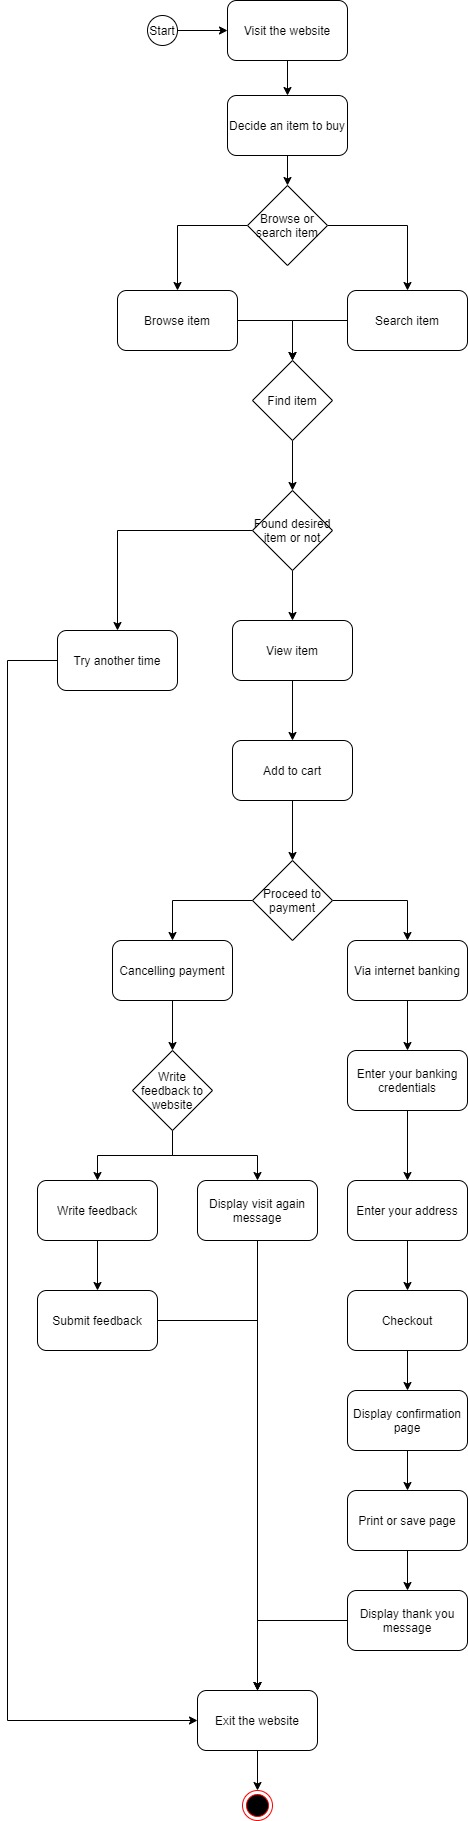 Start
Visit the website
Decide an item to buy
Browse or
search item
Browse item
Search item
Find item
Found desired
item or not
Try another time
View item
Add to cart
Proceed to
payment
Cancelling payment
Via internet banking
Write
feedback to
website
Enter your banking
credentials
Write feedback
Display visit again
message
Enter your address
Submit feedback
Checkout
Display confirmation
page
Print or save page
Display thank you
message
Exit the website